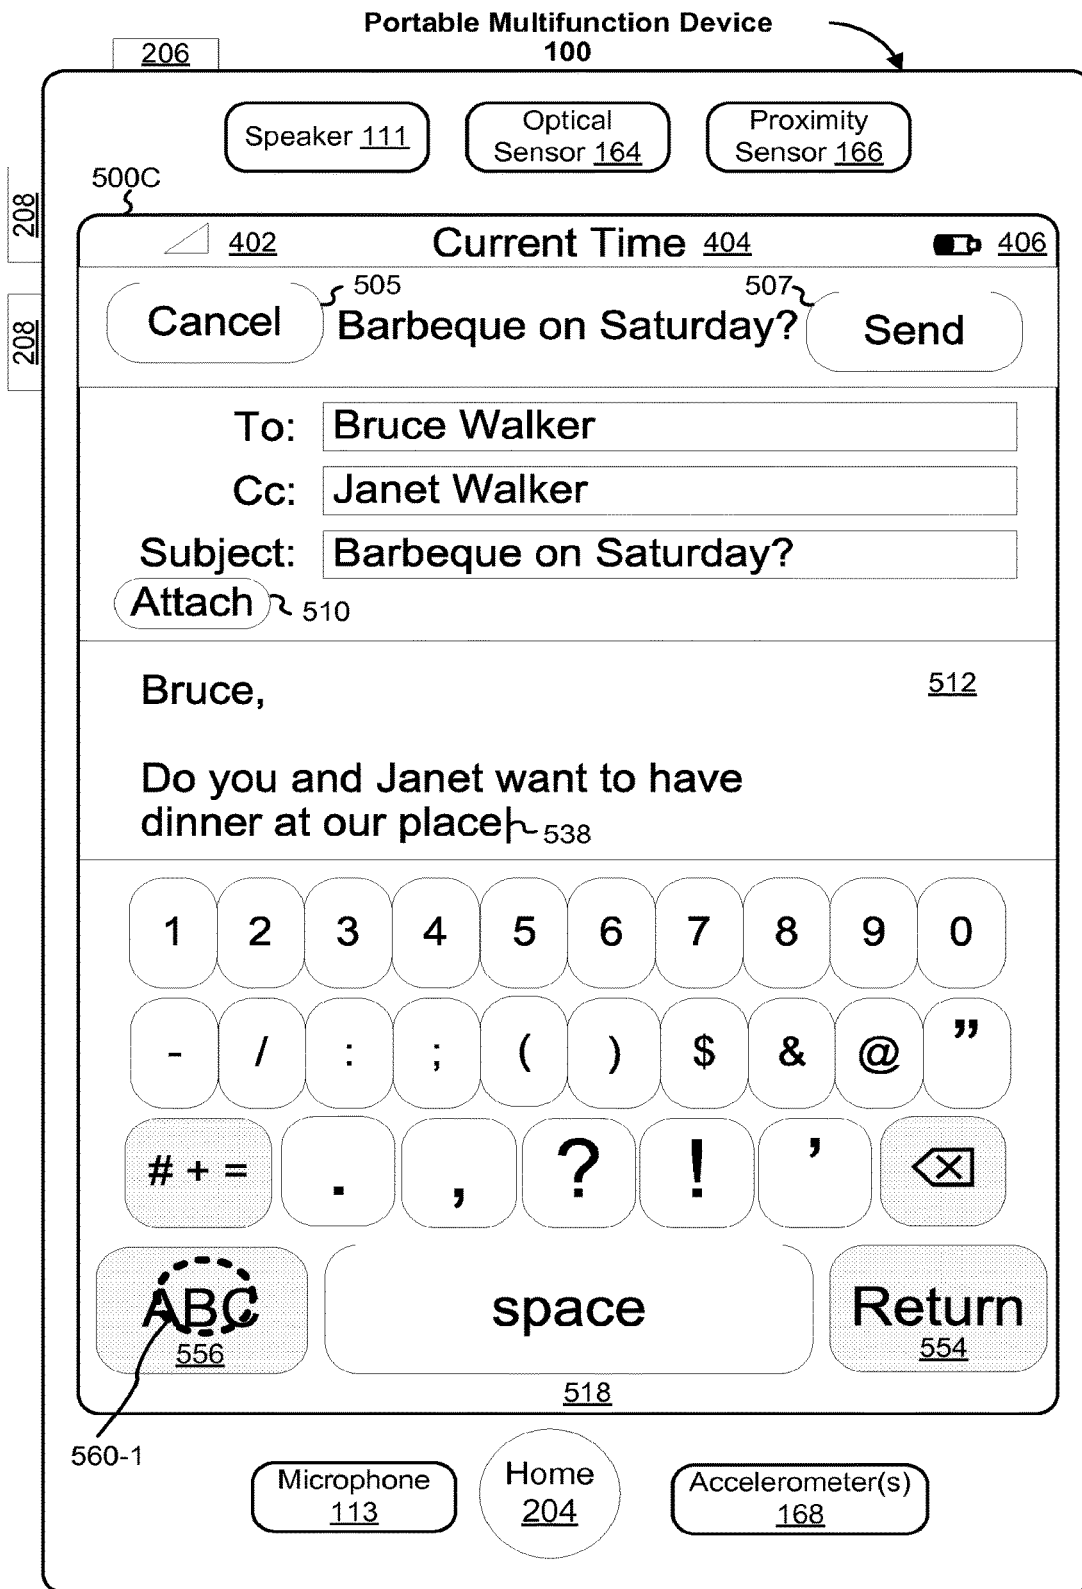 Portable Multifunction Device
100
206
Speaker 111
Optical
Sensor 164
Proximity
Sensor 166
500C
208
208
402
Current Time 404
406
505
507
Cancel
Barbeque on Saturday?
Send
To: Bruce Walker
Cc: Janet Walker
Subject: Barbeque on Saturday?
Attach
510
Bruce,
512
Do you and Janet want to have
dinner at our place
538
1 2 3 4 5 6 7 8 9 0
- / : ; ( ) $ & @ ”
# + = . , ? ! ’
ABC
556
space
Return
554
518
560-1
Microphone
113
Home
204
Accelerometer(s)
168